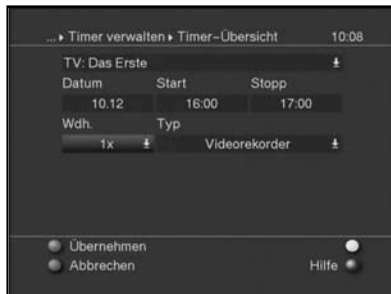 ... ▸ Timer verwalten ▸ Timer-Übersicht 10:08
TV: Das Erste
Datum Start Stopp
10.12 16:00 17:00
Wdh. Typ
1x Videorekorder
Übernehmen
Abbrechen Hilfe